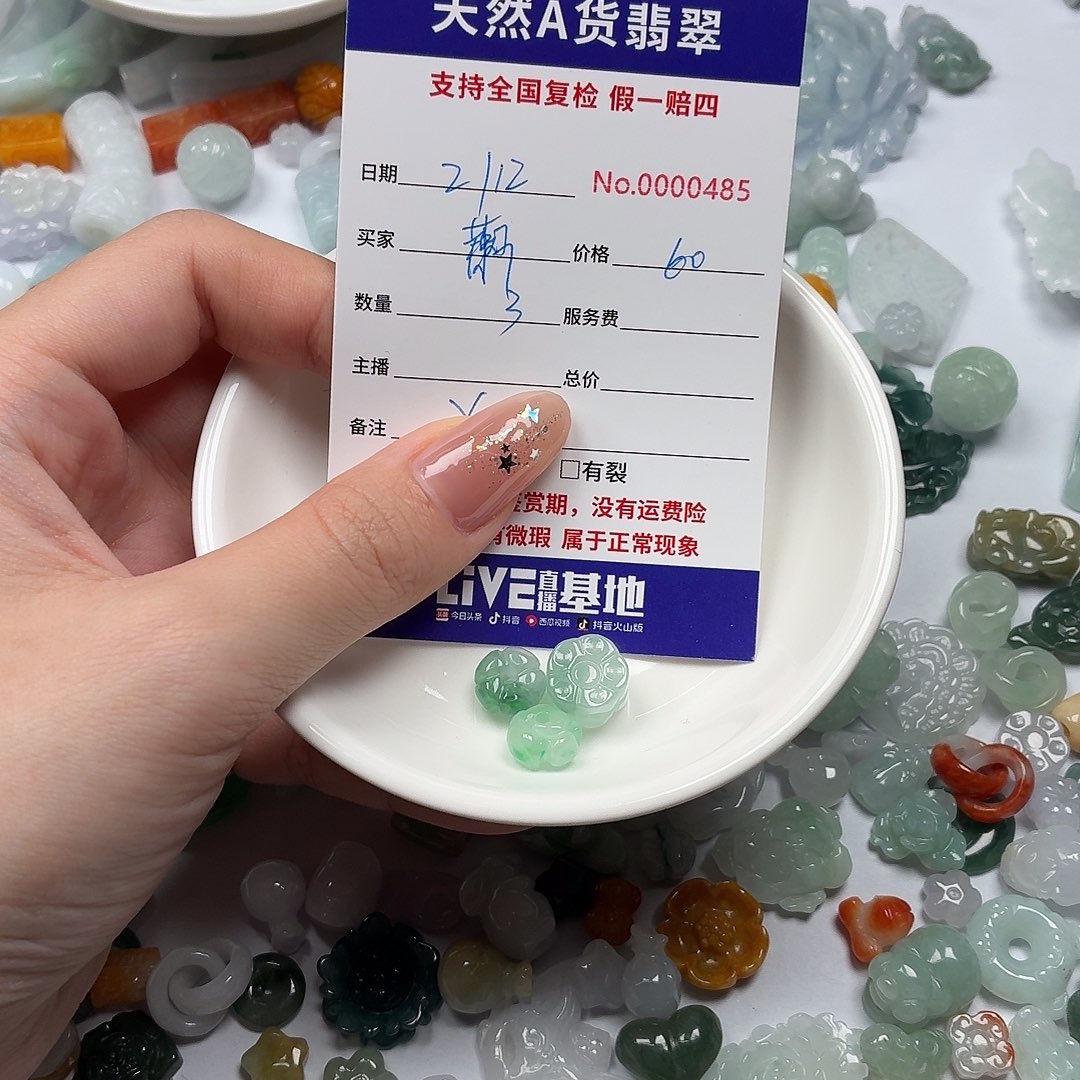 天然A货翡翠
支持全国复检 假一赔四
日期 2/12 No.0000485
买家 价格 60
数量 3 服务费
主播 总价
备注
□有裂
赏期，没有运费险
有微瑕 属于正常现象
LIVE直播基地
今日头条 抖音 西瓜视频 抖音火山版